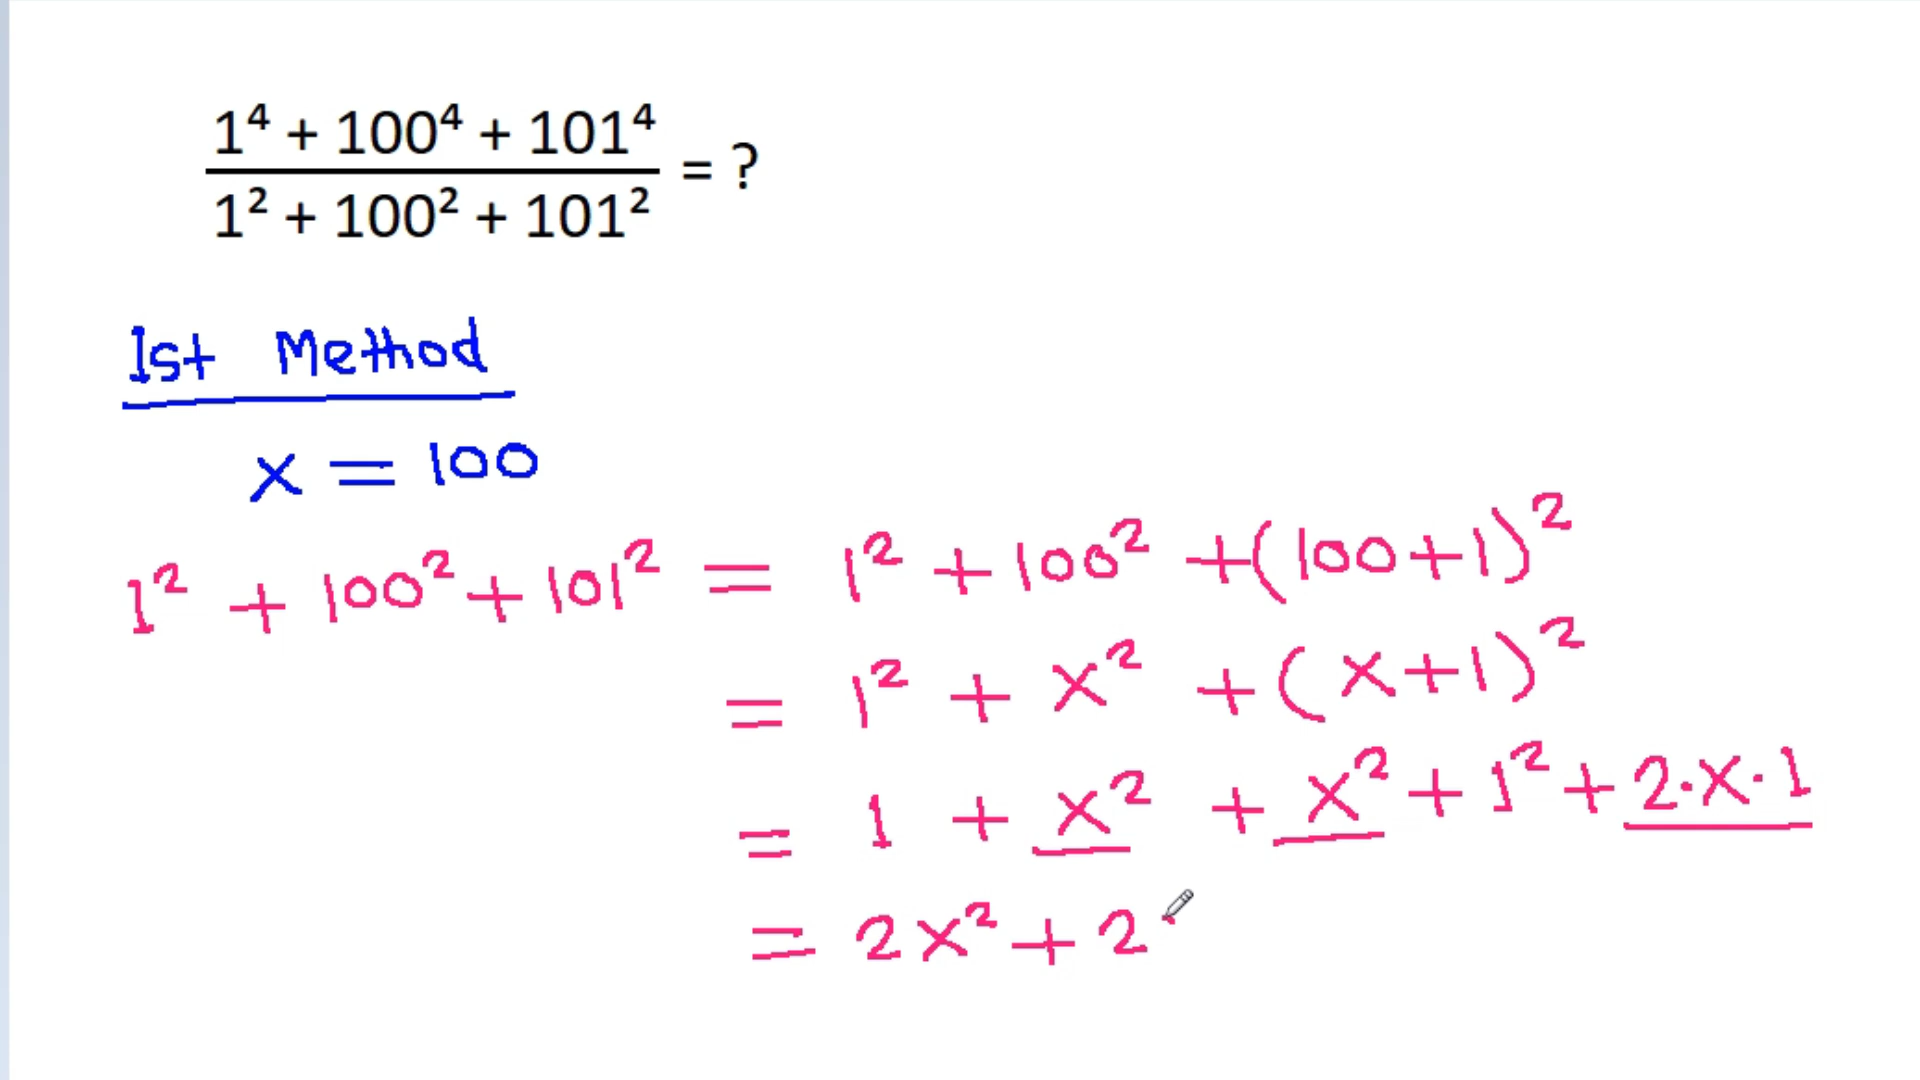 1⁴ + 100⁴ + 101⁴
1² + 100² + 101²
= ?
Ist Method
x = 100
1² + 100² + 101² = 1² + 100² + (100+1)²
= 1² + x² + (x+1)²
= 1 + x² + x² + 1² + 2·x·1
= 2x² + 2